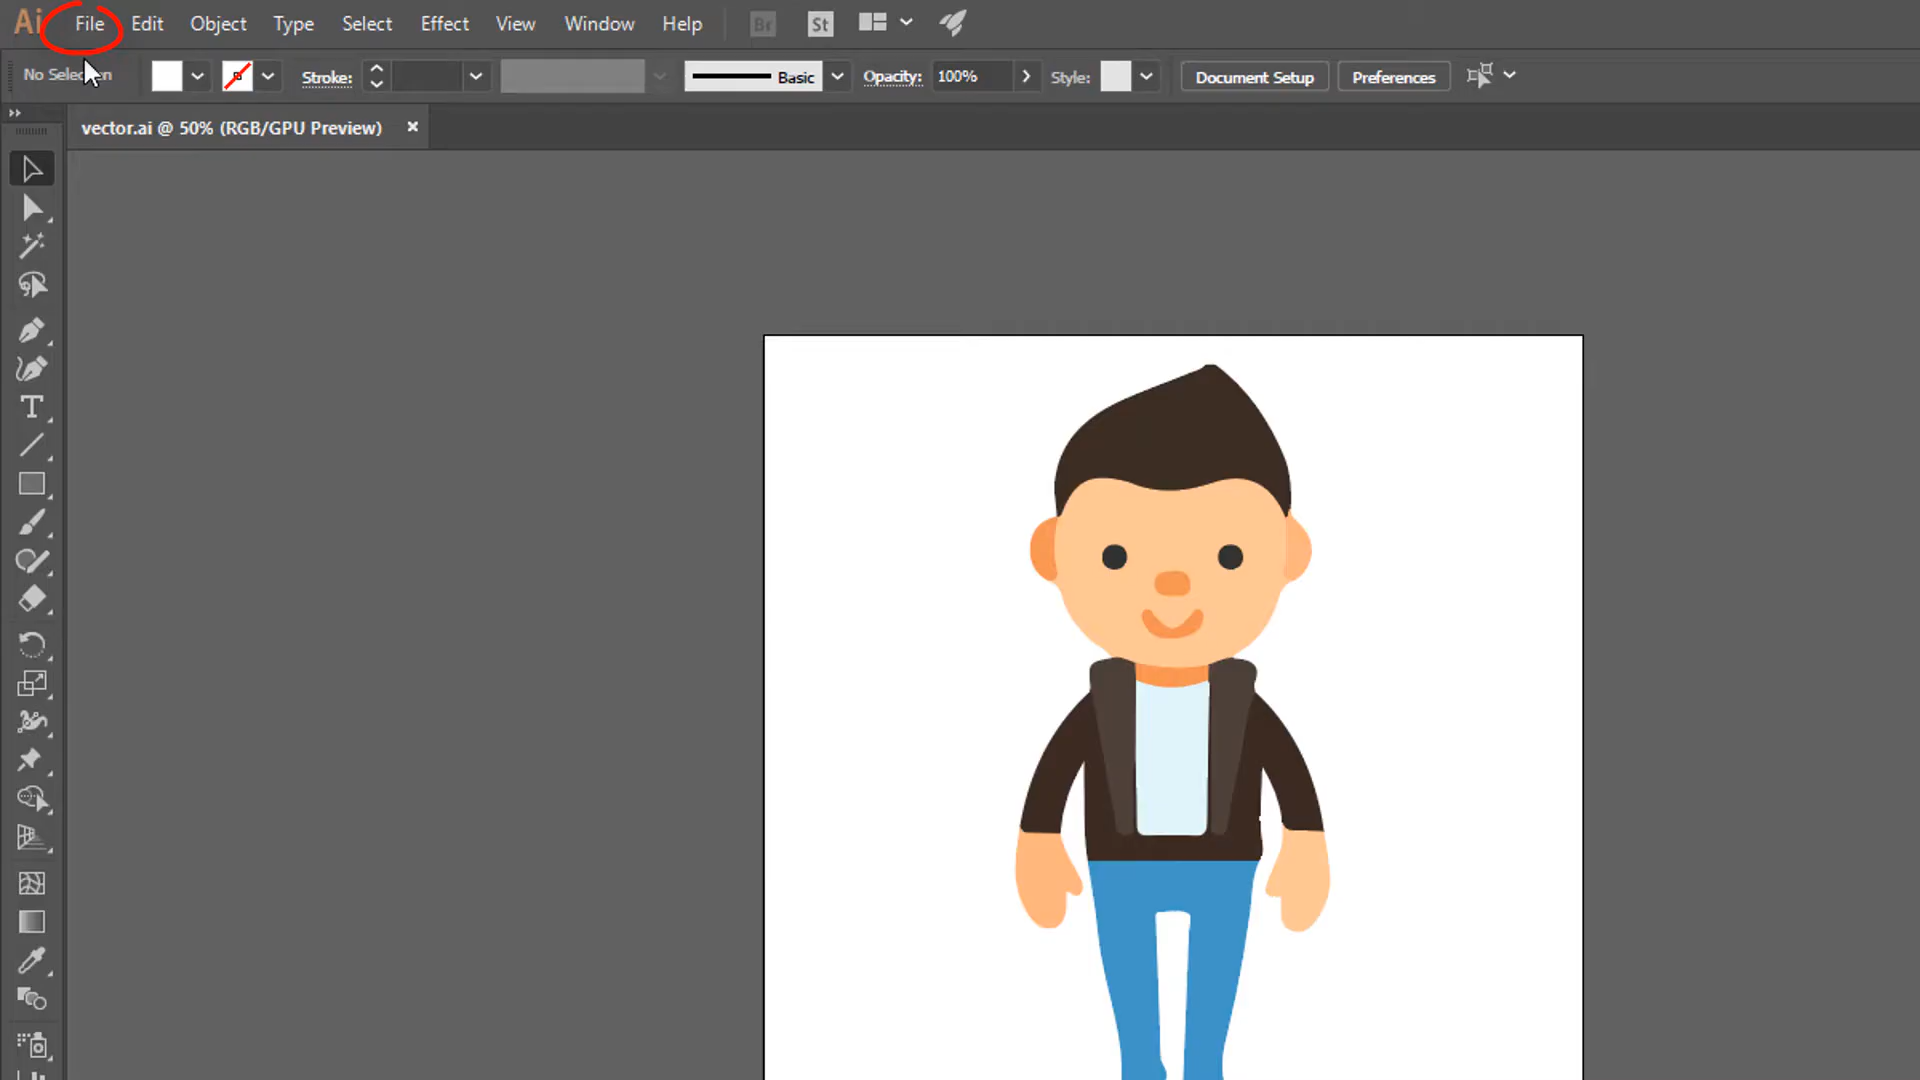 Ai File Edit Object Type Select Effect View Window Help Br St
No Selection Stroke: Basic Opacity: 100% Style: Document Setup Preferences
vector.ai @ 50% (RGB/GPU Preview) ×